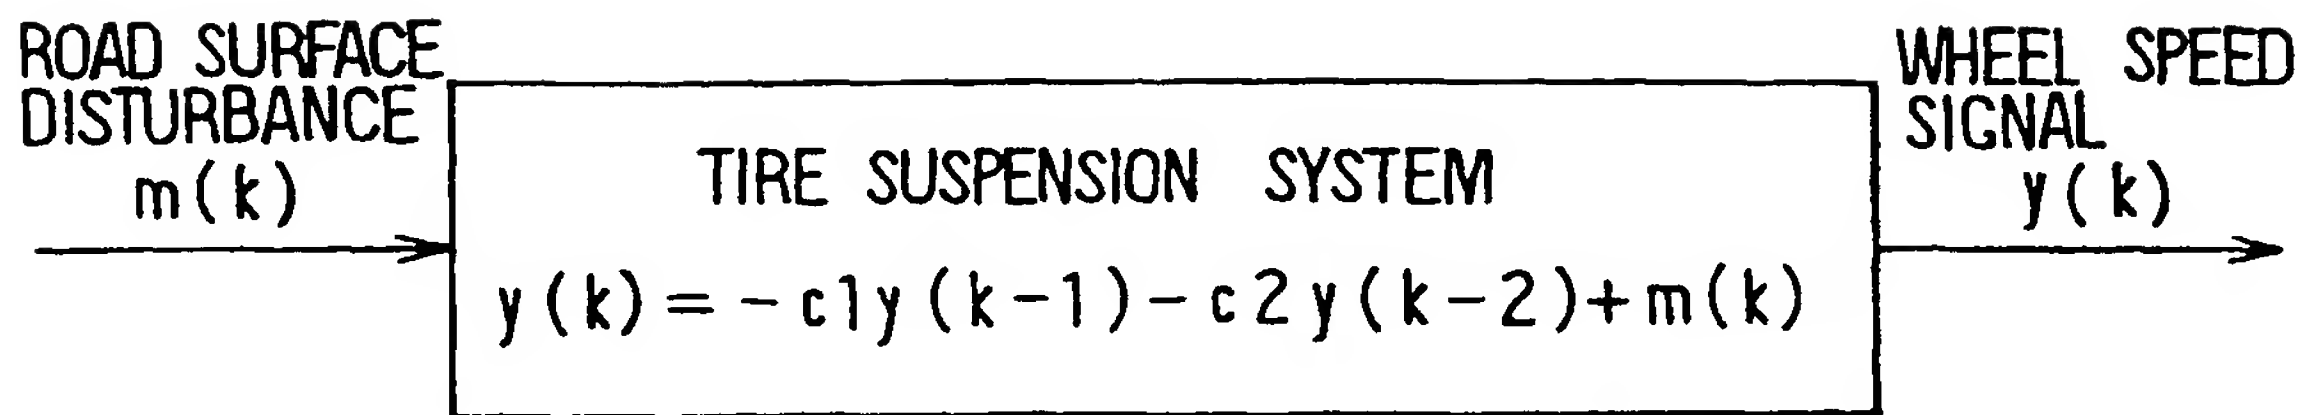 ROAD SURFACE
DISTURBANCE
m(k)
TIRE SUSPENSION SYSTEM
y(k)=-c1y(k-1)-c2y(k-2)+m(k)
WHEEL SPEED
SIGNAL
y(k)